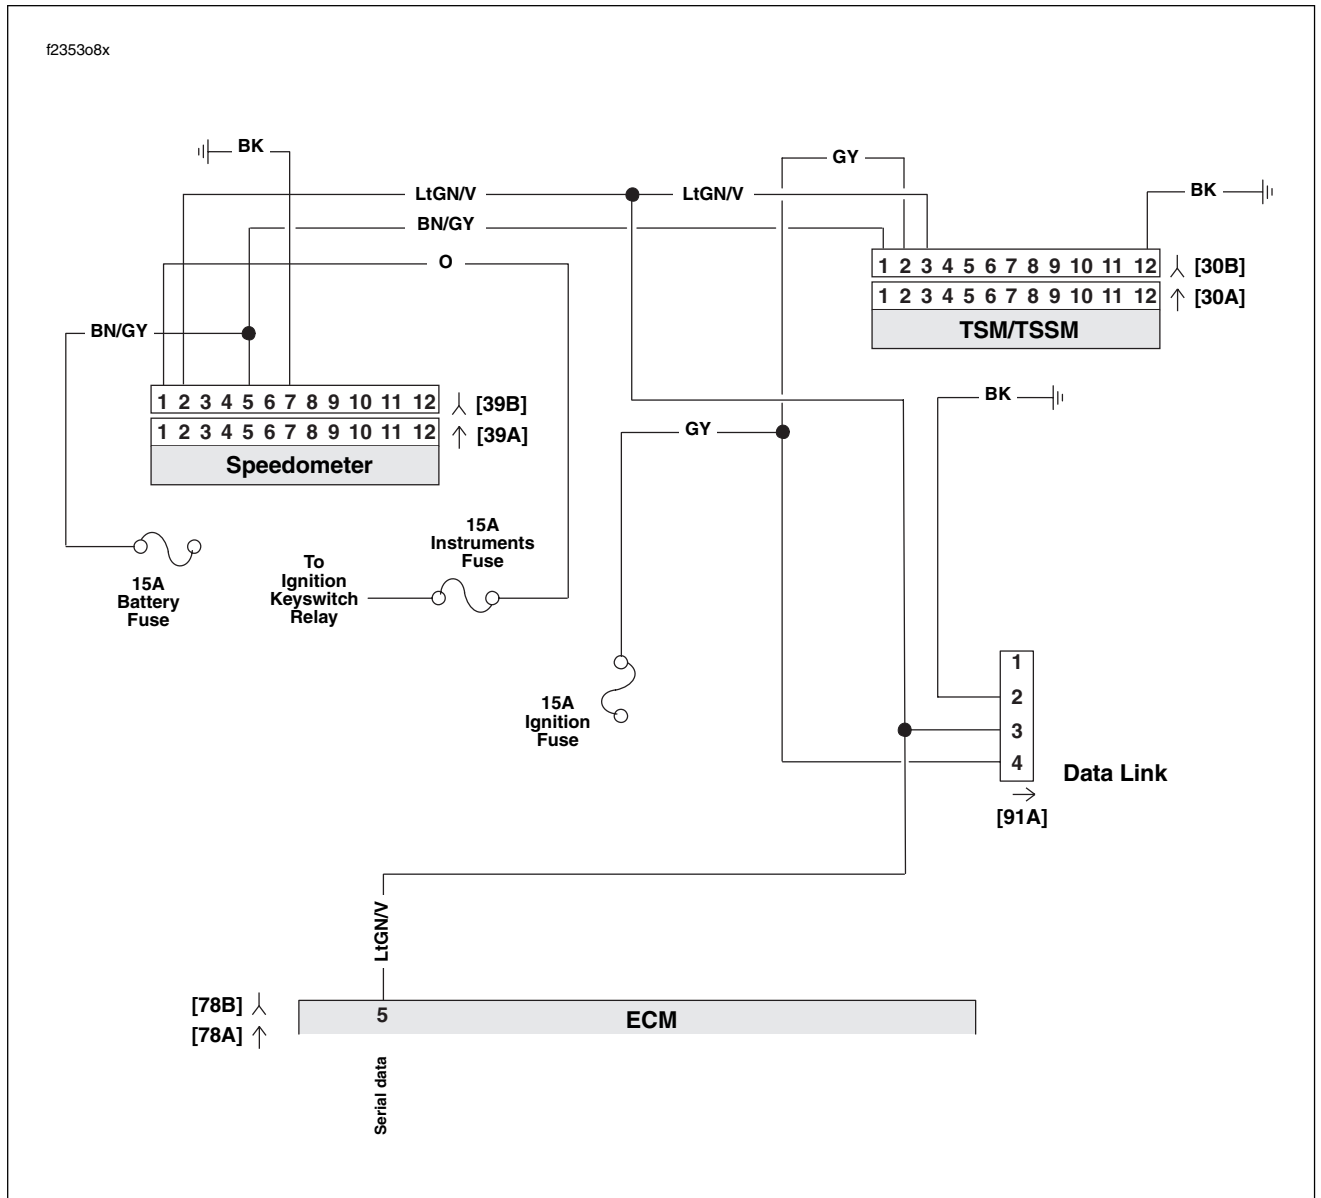 f2353o8x
BK
GY
LtGN/V
LtGN/V
BK
BN/GY
O
1 2 3 4 5 6 7 8 9 10 11 12
[30B]
1 2 3 4 5 6 7 8 9 10 11 12
[30A]
TSM/TSSM
BN/GY
BK
1 2 3 4 5 6 7 8 9 10 11 12
[39B]
1 2 3 4 5 6 7 8 9 10 11 12
[39A]
Speedometer
GY
15A
Instruments
Fuse
To
Ignition
Keyswitch
Relay
15A
Battery
Fuse
15A
Ignition
Fuse
1
2
3
4
Data Link
[91A]
LtGN/V
[78B]
[78A]
5
ECM
Serial data